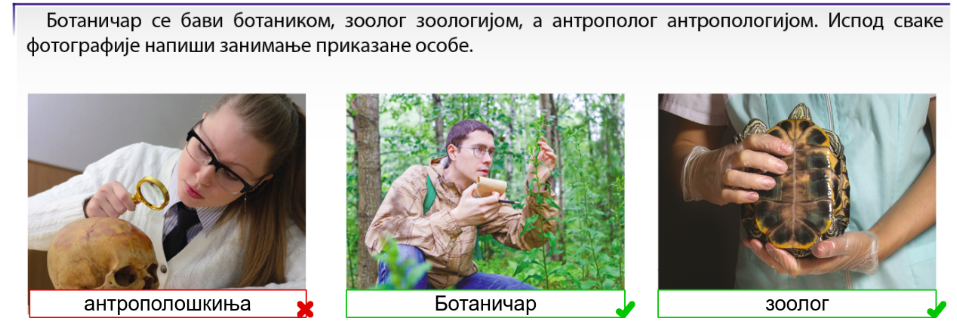 Ботаничар се бави ботаником, зоолог зоологијом, а антрополог антропологијом. Испод сваке
фотографије напиши занимање приказане особе.
антрополошкиња
Ботаничар
зоолог